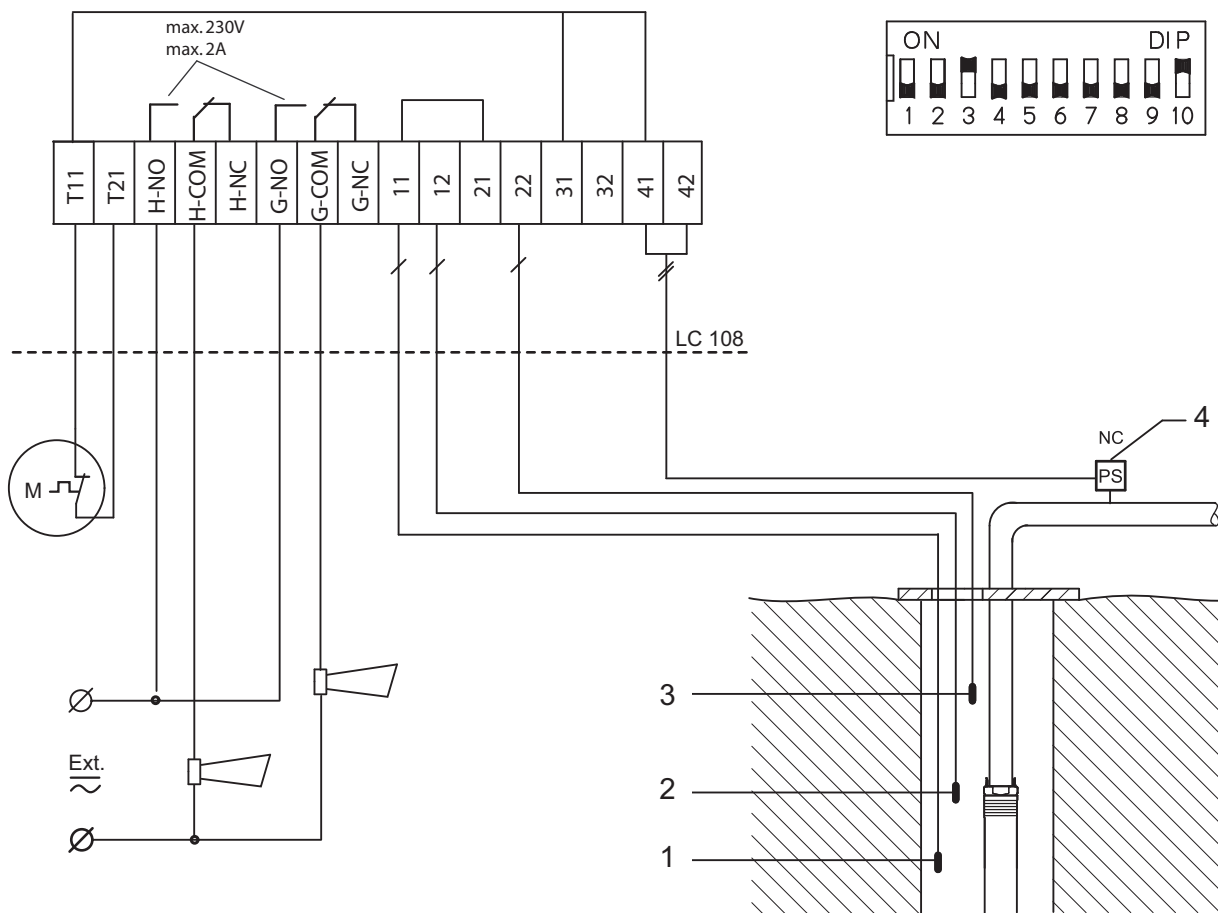 max. 230V
max. 2A
ON DIP
1 2 3 4 5 6 7 8 9 10
T11 T21 H-NO H-COM H-NC G-NO G-COM G-NC 11 12 21 22 31 32 41 42
LC 108
4
NC
PS
M
3
Ext.
2
1